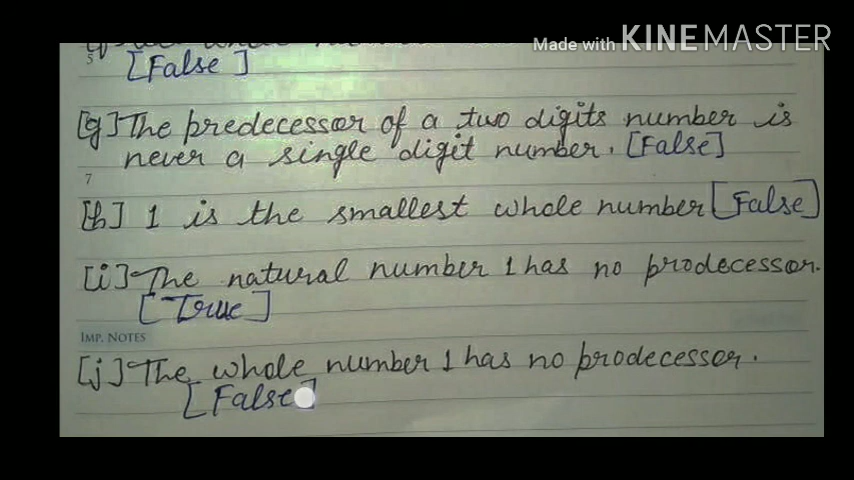 Made with KINEMASTER
5
[False]
[g] The predecessor of a two digits number is
never a single digit number. [False]
7
[h] 1 is the smallest whole number [False]
[i] The natural number 1 has no prodecessor.
[True]
IMP. NOTES
[j] The whole number 1 has no prodecessor.
[False]